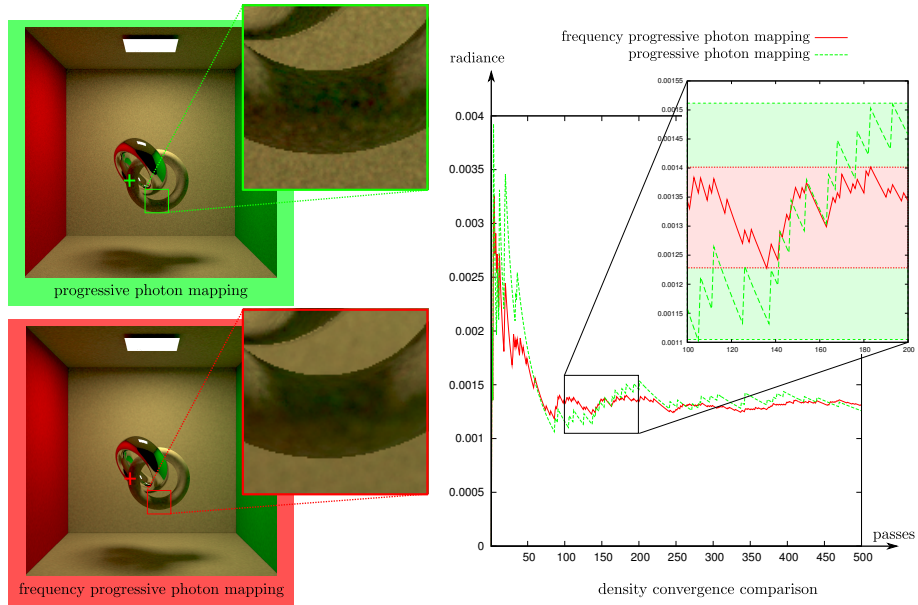 progressive photon mapping
frequency progressive photon mapping
frequency progressive photon mapping
progressive photon mapping
radiance
0.004
0.0035
0.003
0.0025
0.002
0.0015
0.001
0.0005
0
50 100 150 200 250 300 350 400 450 500
passes
density convergence comparison
0.00155
0.0015
0.00145
0.0014
0.00135
0.0013
0.00125
0.0012
0.00115
0.0011
100 120 140 160 180 200